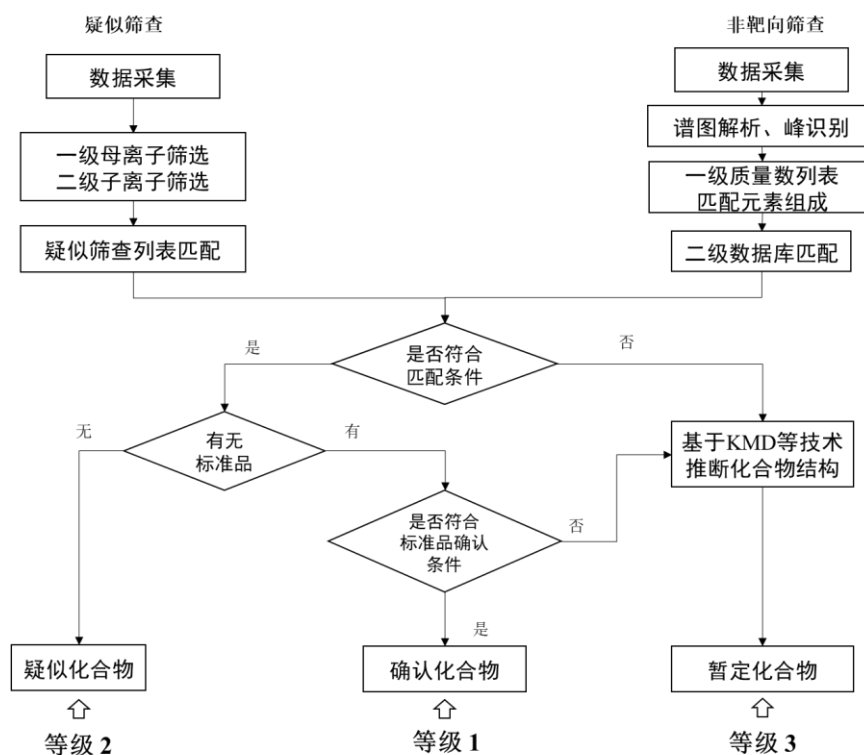 疑似筛查
非靶向筛查
数据采集
数据采集
谱图解析、峰识别
一级母离子筛选
二级子离子筛选
一级质量数列表
匹配元素组成
疑似筛查列表匹配
二级数据库匹配
是
是否符合
匹配条件
否
无
有无
标准品
有
基于KMD等技术
推断化合物结构
是否符合
标准品确认
条件
否
是
疑似化合物
确认化合物
暂定化合物
等级 2
等级 1
等级 3